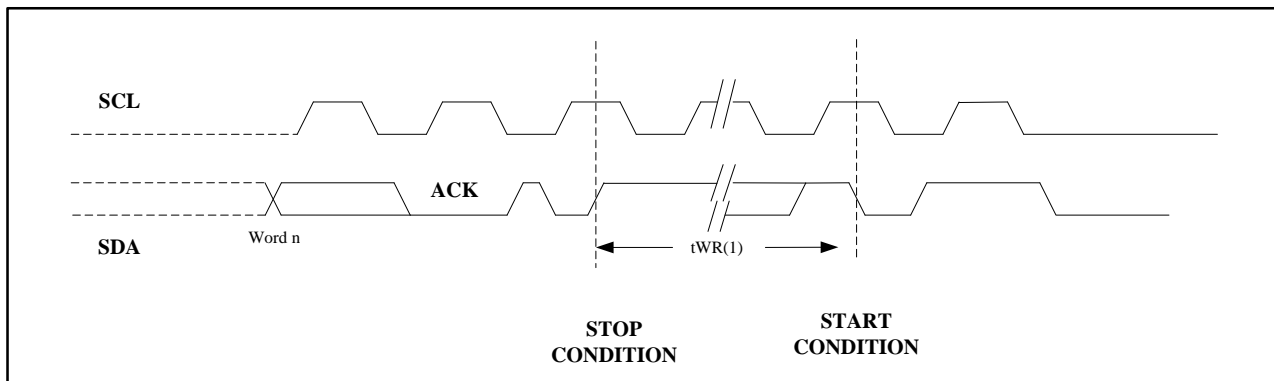 SCL
ACK
SDA
Word n
tWR(1)
STOP
CONDITION
START
CONDITION